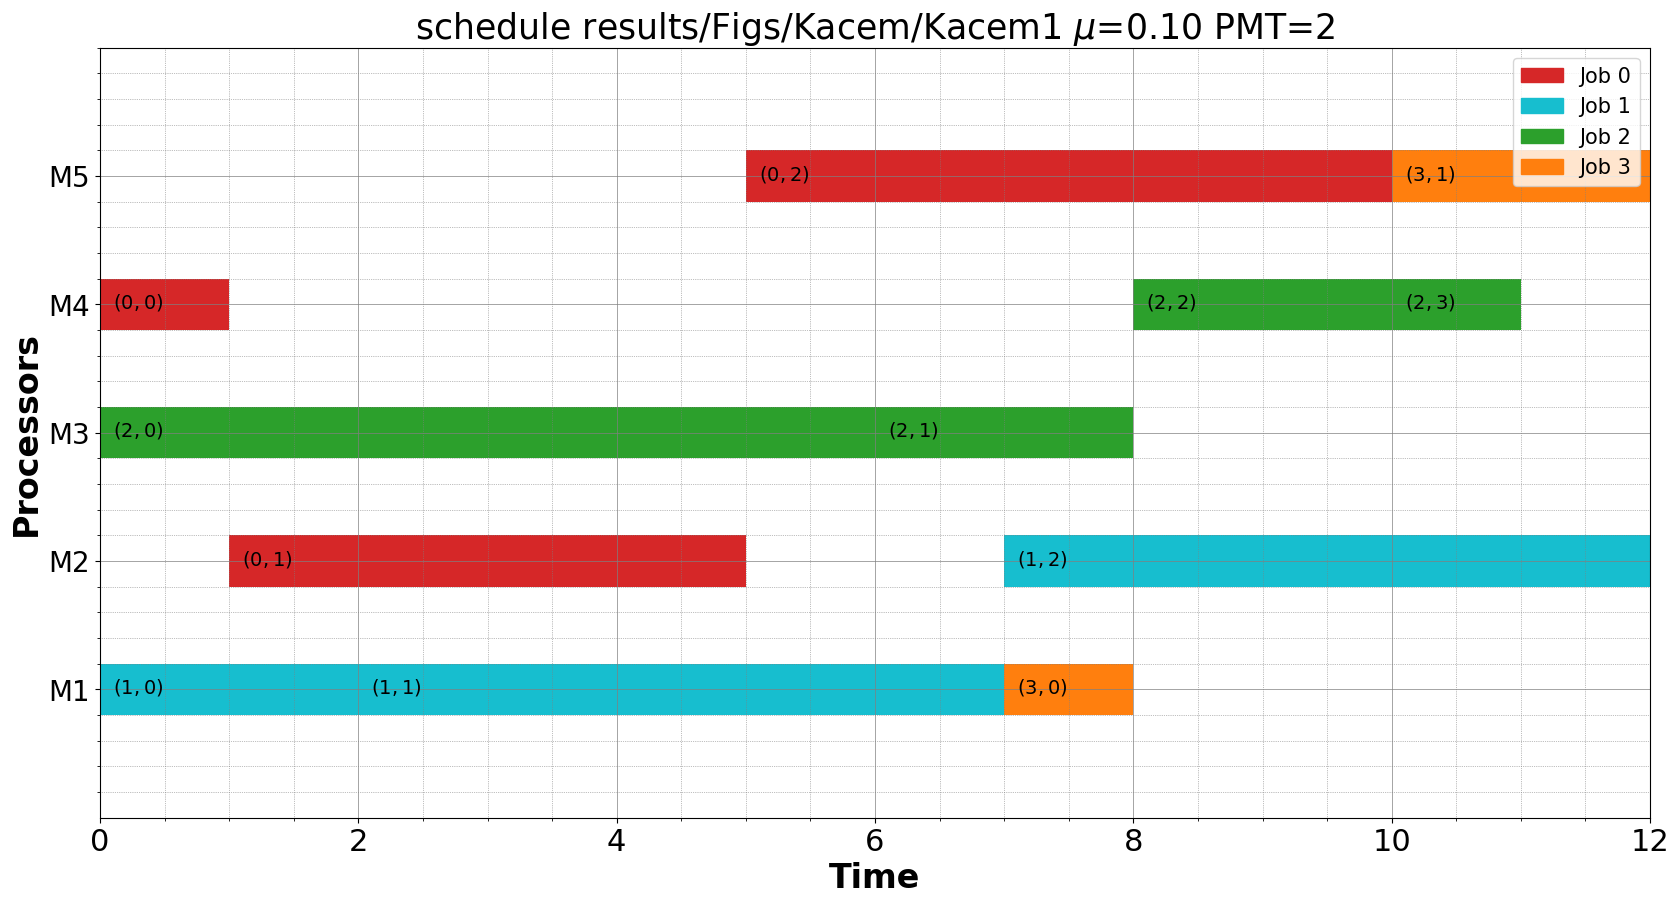 schedule results/Figs/Kacem/Kacem1 μ=0.10 PMT=2
Job 0
Job 1
Job 2
Job 3
M5
(0, 2)
(3, 1)
M4
(0, 0)
(2, 2)
(2, 3)
M3
(2, 0)
(2, 1)
M2
(0, 1)
(1, 2)
M1
(1, 0)
(1, 1)
(3, 0)
Processors
0 2 4 6 8 10 12
Time